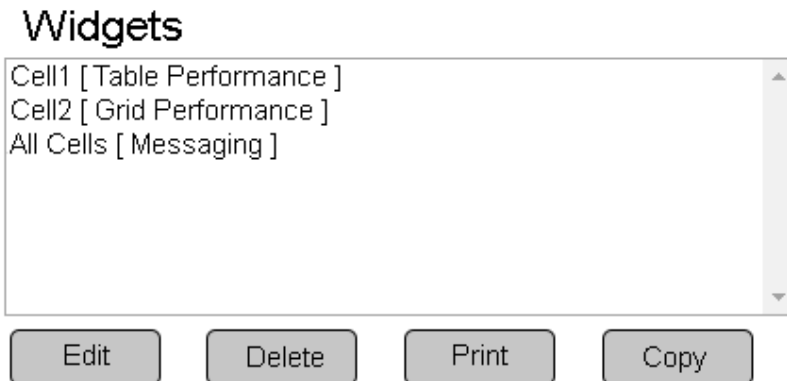 Widgets
Cell1 [ Table Performance ]
Cell2 [ Grid Performance ]
All Cells [ Messaging ]
Edit Delete Print Copy